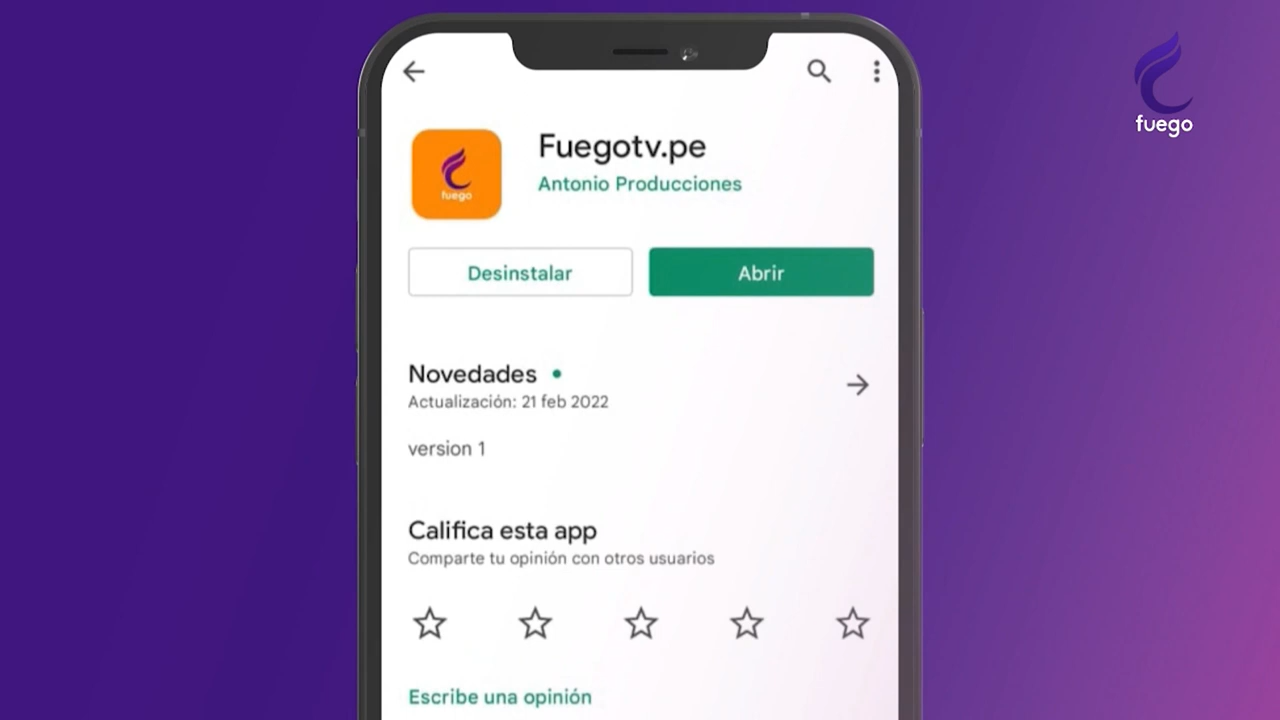 fuego
Fuegotv.pe
Antonio Producciones
fuego
Desinstalar
Abrir
Novedades
Actualización: 21 feb 2022
version 1
Califica esta app
Comparte tu opinión con otros usuarios
Escribe una opinión